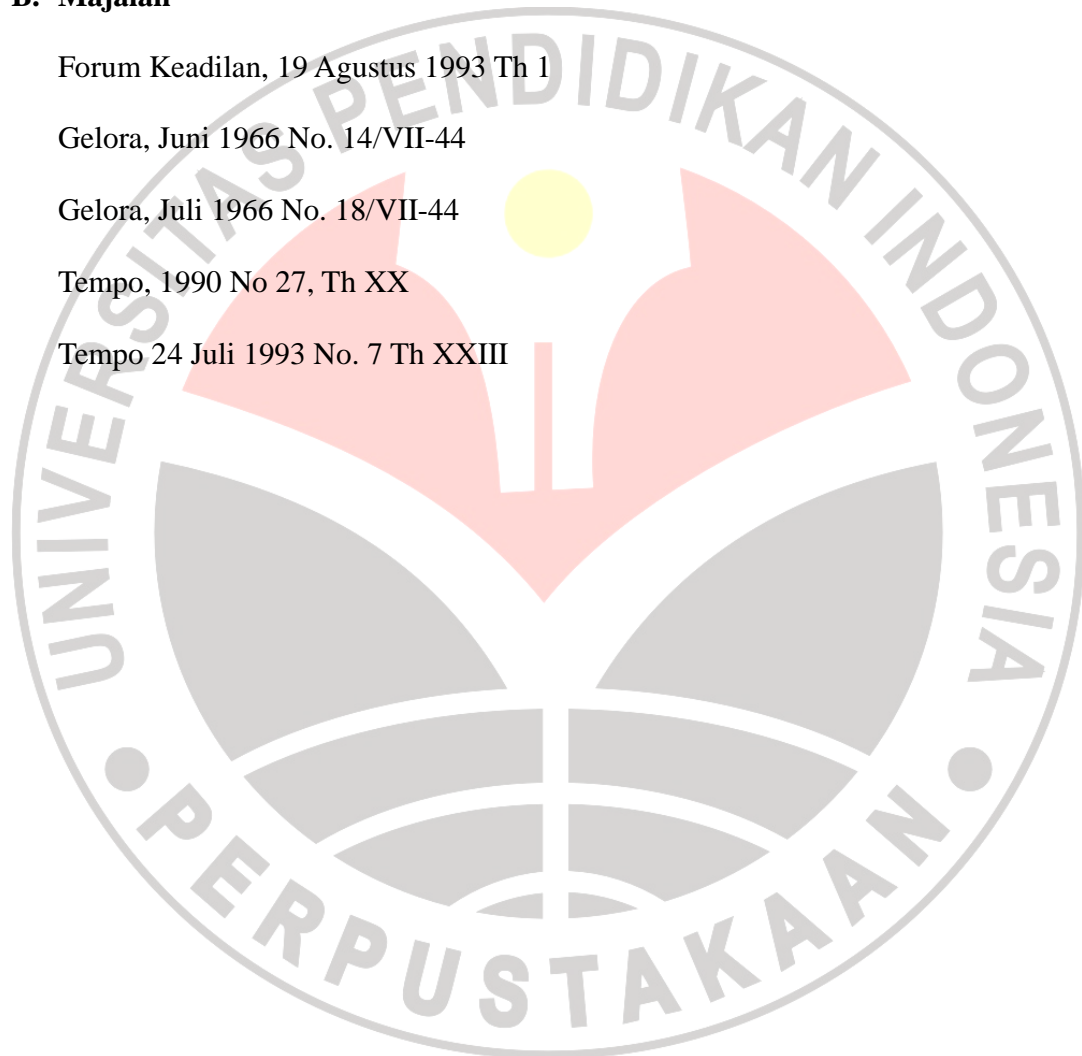 B. Majalah
Forum Keadilan, 19 Agustus 1993 Th 1
Gelora, Juni 1966 No. 14/VII-44
Gelora, Juli 1966 No. 18/VII-44
Tempo, 1990 No 27, Th XX
Tempo 24 Juli 1993 No. 7 Th XXIII
UNIVERSITAS PENDIDIKAN INDONESIA
PERPUSTAKAAN